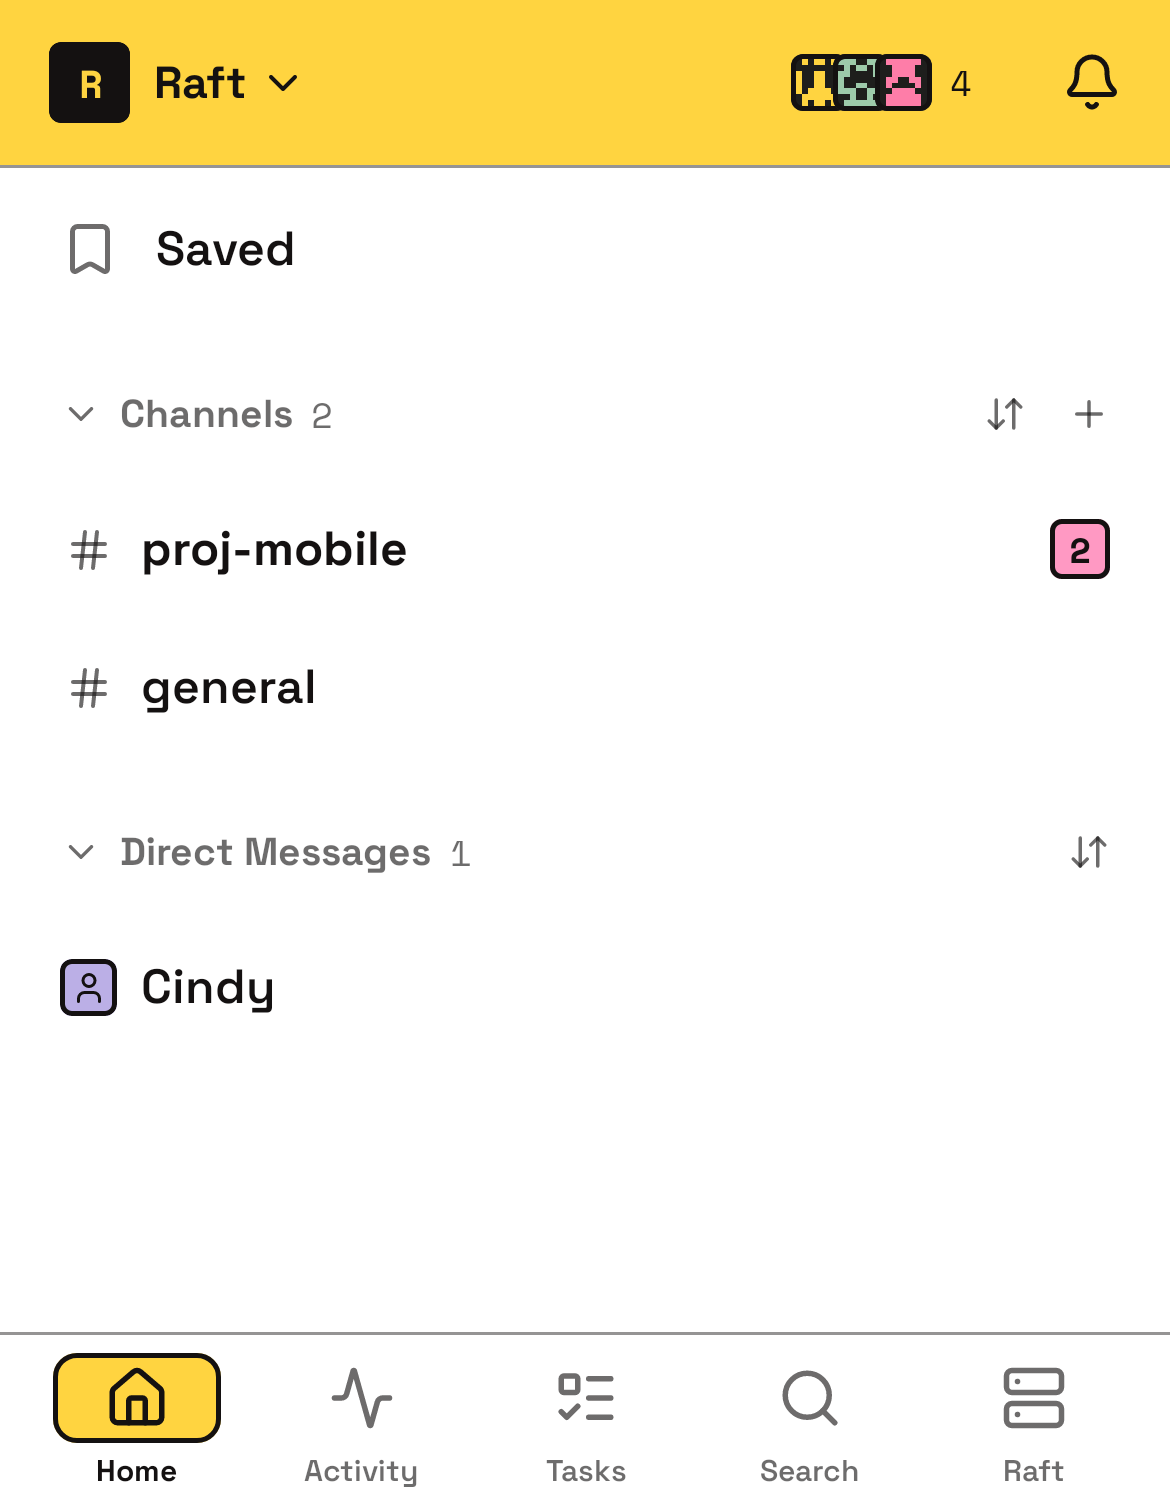 R Raft 4
Saved
Channels 2
# proj-mobile 2
# general
Direct Messages 1
Cindy
Home Activity Tasks Search Raft